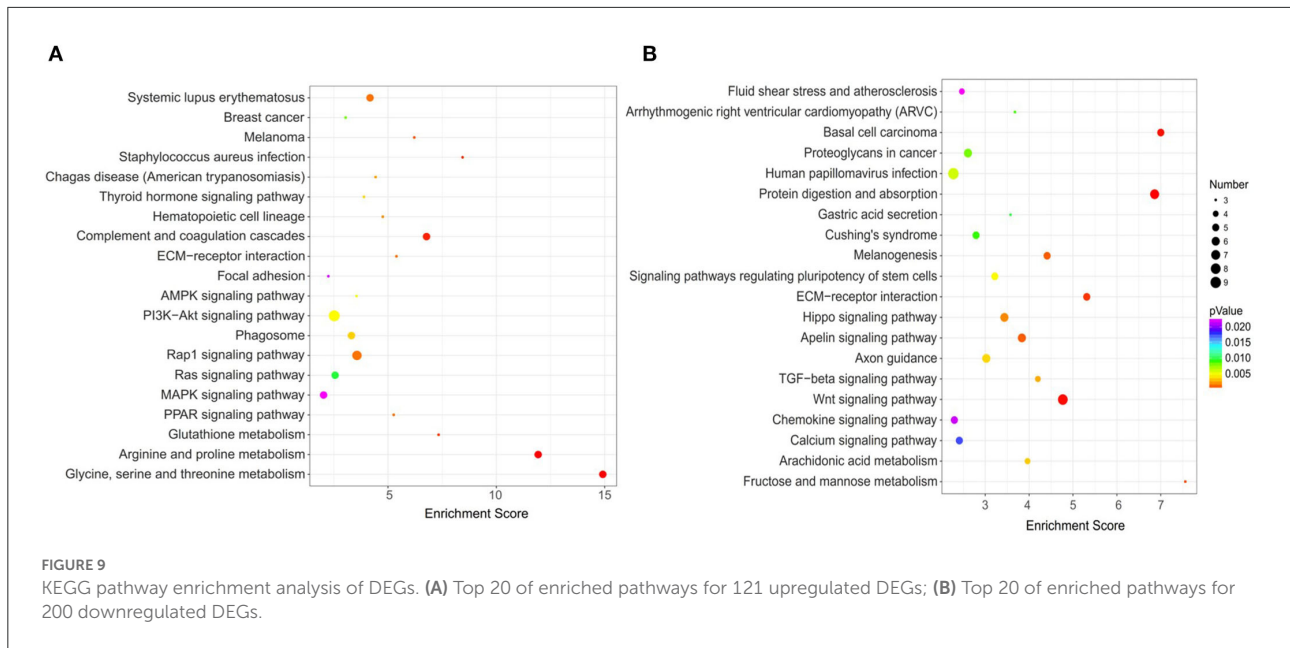 A
Systemic lupus erythematosus
Breast cancer
Melanoma
Staphylococcus aureus infection
Chagas disease (American trypanosomiasis)
Thyroid hormone signaling pathway
Hematopoietic cell lineage
Complement and coagulation cascades
ECM−receptor interaction
Focal adhesion
AMPK signaling pathway
PI3K−Akt signaling pathway
Phagosome
Rap1 signaling pathway
Ras signaling pathway
MAPK signaling pathway
PPAR signaling pathway
Glutathione metabolism
Arginine and proline metabolism
Glycine, serine and threonine metabolism
5 10 15
Enrichment Score
B
Fluid shear stress and atherosclerosis
Arrhythmogenic right ventricular cardiomyopathy (ARVC)
Basal cell carcinoma
Proteoglycans in cancer
Human papillomavirus infection
Protein digestion and absorption
Gastric acid secretion
Cushing's syndrome
Melanogenesis
Signaling pathways regulating pluripotency of stem cells
ECM−receptor interaction
Hippo signaling pathway
Apelin signaling pathway
Axon guidance
TGF−beta signaling pathway
Wnt signaling pathway
Chemokine signaling pathway
Calcium signaling pathway
Arachidonic acid metabolism
Fructose and mannose metabolism
3 4 5 6 7
Enrichment Score
Number
3
4
5
6
7
8
9
pValue
0.020
0.015
0.010
0.005
FIGURE 9
KEGG pathway enrichment analysis of DEGs. (A) Top 20 of enriched pathways for 121 upregulated DEGs; (B) Top 20 of enriched pathways for
200 downregulated DEGs.